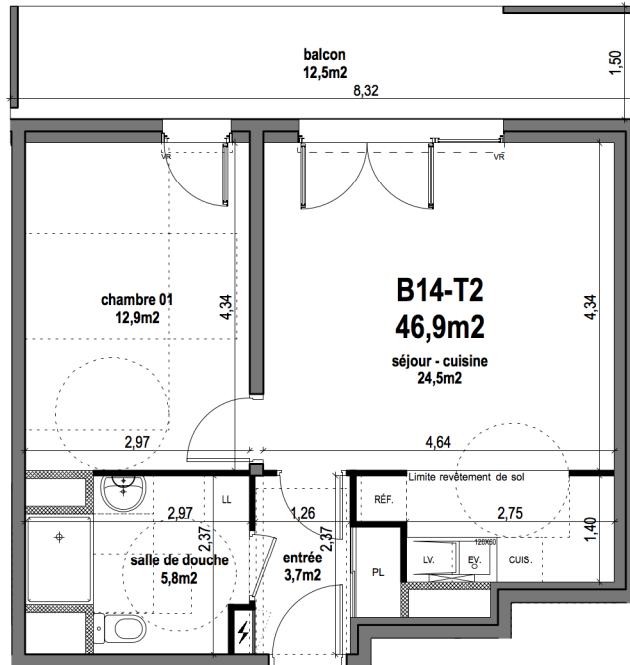 balcon
12,5m2
1,50
8,32
VR
VR
chambre 01
12,9m2
4,34
B14-T2
46,9m2
séjour - cuisine
24,5m2
4,34
2,97
4,64
Limite revêtement de sol
RÉF.
2,75
LL
2,97
1,26
2,37
2,37
1,40
salle de douche
5,8m2
entrée
3,7m2
PL
120X60
LV.
EV.
CUIS.